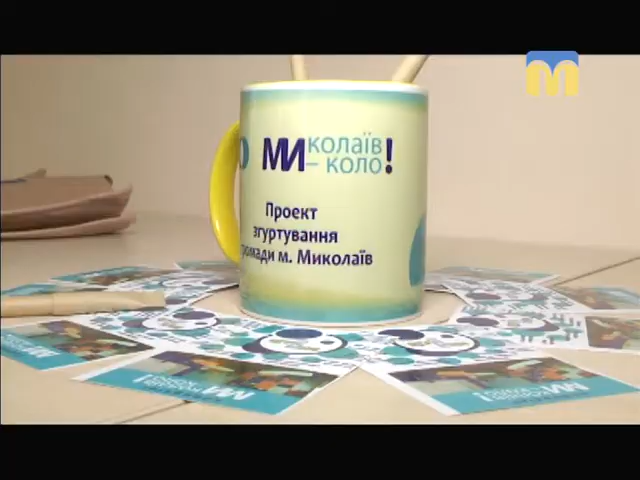 МИколаїв
– коло!
Проект
згуртування
громади м. Миколаїв